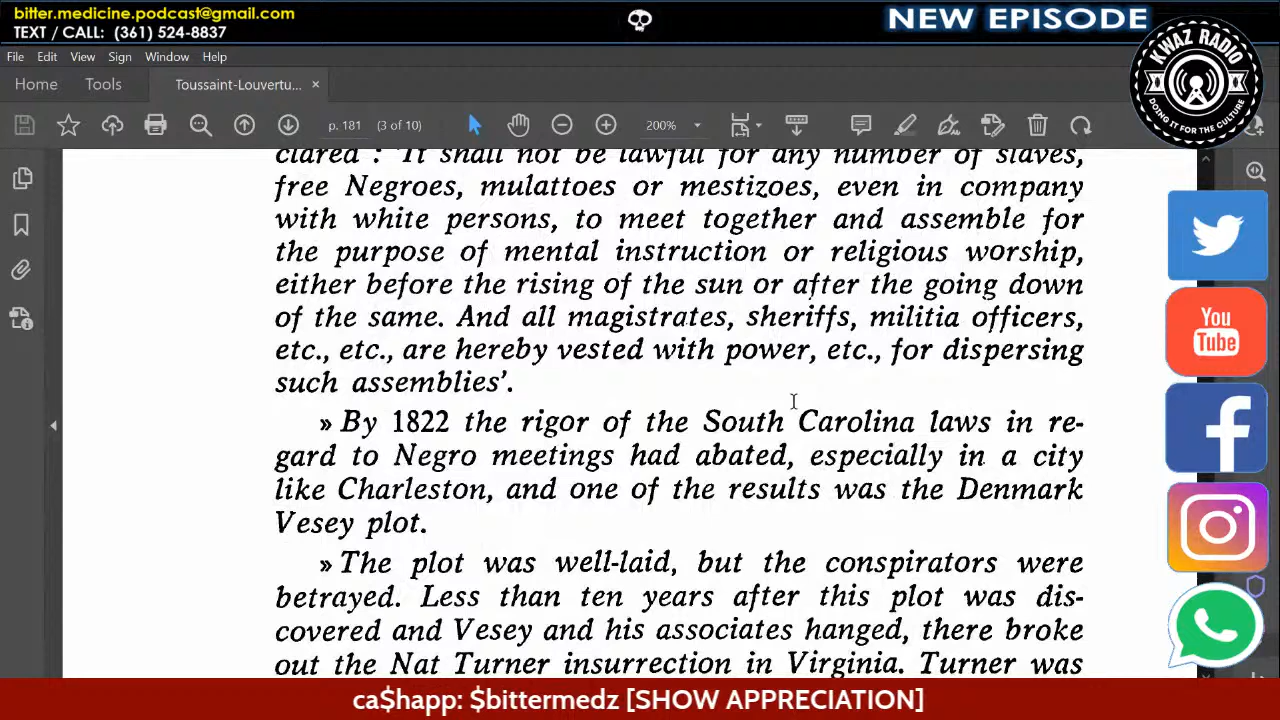 bitter.medicine.podcast@gmail.com
TEXT / CALL: (361) 524-8837
NEW EPISODE
KWAZ RADIO
DOING IT FOR THE CULTURE
File Edit View Sign Window Help
Home Tools Toussaint-Louvertu... ×
p. 181 (3 of 10) 200%
clared : 'It shall not be lawful for any number of slaves,
free Negroes, mulattoes or mestizoes, even in company
with white persons, to meet together and assemble for
the purpose of mental instruction or religious worship,
either before the rising of the sun or after the going down
of the same. And all magistrates, sheriffs, militia officers,
etc., etc., are hereby vested with power, etc., for dispersing
such assemblies'.
» By 1822 the rigor of the South Carolina laws in re-
gard to Negro meetings had abated, especially in a city
like Charleston, and one of the results was the Denmark
Vesey plot.
» The plot was well-laid, but the conspirators were
betrayed. Less than ten years after this plot was dis-
covered and Vesey and his associates hanged, there broke
out the Nat Turner insurrection in Virginia. Turner was
You
Tube
ca$happ: $bittermedz [SHOW APPRECIATION]